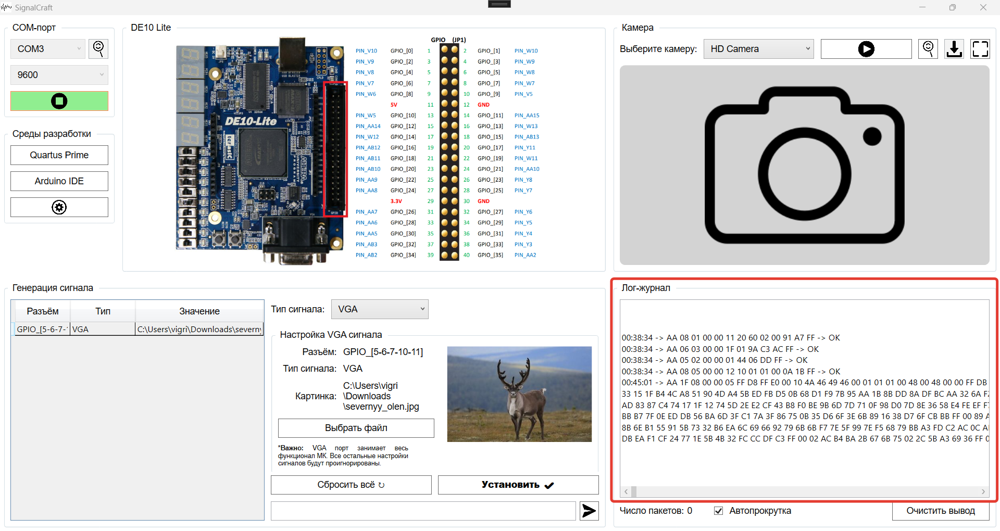 SignalCraft
COM-порт
COM3
9600
Среды разработки
Quartus Prime
Arduino IDE
DE10 Lite
DE10-Lite
terasic
GPIO (JP1)
PIN_V10 GPIO_[0] 1 2 GPIO_[1] PIN_W10
PIN_V9 GPIO_[2] 3 4 GPIO_[3] PIN_W9
PIN_V8 GPIO_[4] 5 6 GPIO_[5] PIN_W8
PIN_V7 GPIO_[6] 7 8 GPIO_[7] PIN_W7
PIN_W6 GPIO_[8] 9 10 GPIO_[9] PIN_V5
5V 11 12 GND
PIN_W5 GPIO_[10] 13 14 GPIO_[11] PIN_AA15
PIN_AA14 GPIO_[12] 15 16 GPIO_[13] PIN_W13
PIN_W12 GPIO_[14] 17 18 GPIO_[15] PIN_AB13
PIN_AB12 GPIO_[16] 19 20 GPIO_[17] PIN_Y11
PIN_AB11 GPIO_[18] 21 22 GPIO_[19] PIN_W11
PIN_AB10 GPIO_[20] 23 24 GPIO_[21] PIN_AA10
PIN_AA9 GPIO_[22] 25 26 GPIO_[23] PIN_Y8
PIN_AA8 GPIO_[24] 27 28 GPIO_[25] PIN_Y7
3.3V 29 30 GND
PIN_AA7 GPIO_[26] 31 32 GPIO_[27] PIN_Y6
PIN_AA6 GPIO_[28] 33 34 GPIO_[29] PIN_Y5
PIN_AA5 GPIO_[30] 35 36 GPIO_[31] PIN_Y4
PIN_AB3 GPIO_[32] 37 38 GPIO_[33] PIN_Y3
PIN_AB2 GPIO_[34] 39 40 GPIO_[35] PIN_AA2
Камера
Выберите камеру: HD Camera
Генерация сигнала
Разъём Тип Значение
GPIO_[5-6-7- VGA C:\Users\vigri\Downloads\severny
Тип сигнала: VGA
Настройка VGA сигнала
Разъём: GPIO_[5-6-7-10-11]
Тип сигнала: VGA
Картинка: C:\Users\vigri
\Downloads
\severnyy_olen.jpg
Выбрать файл
*Важно: VGA порт занимает весь
функционал МК. Все остальные настройки
сигналов будут проигнорированы.
Сбросить всё ↻
Установить ✔
Лог-журнал
00:38:34 -> AA 08 01 00 00 11 20 60 02 00 91 A7 FF -> OK
00:38:34 -> AA 06 03 00 00 1F 01 9A C3 AC FF -> OK
00:38:34 -> AA 05 02 00 00 01 44 06 DD FF -> OK
00:38:34 -> AA 08 05 00 00 12 10 01 01 00 0A 1B FF -> OK
00:45:01 -> AA 1F 08 00 00 05 FF D8 FF E0 00 10 4A 46 49 46 00 01 01 01 00 48 00 48 00 00 FF DB
33 15 1F B4 4C A8 51 90 4D A4 5B ED FB D5 0B 68 D1 F9 7B 95 AA 1B 8B DD 8A DF BC AA 32 6A
AD 83 87 C4 74 17 1F 12 74 5D 2E E2 CF 43 B8 F0 BE 9B 6D 7D 71 0F 98 D0 7D 8E 36 58 E4 FE EF
BB B7 7F 0E ED DB 56 BA 6D 3F C1 7A 3F 86 75 0B 35 D6 6F 3E 6B 89 16 38 D7 6F CB BB FF 00 89
8B 6E B1 55 91 5B 73 32 B6 EA 6C 69 66 92 79 6B 6B F7 7E 5F 99 7E F5 68 79 BB A3 FD C2 AC 0C
DB EA F1 CF 24 77 1E 5B 4B 32 FC CC DF C3 FF 00 02 AC B4 BA 2B 67 6B 75 02 2C 5B A3 69 36 FF
Число пакетов: 0
Автопрокрутка
Очистить вывод